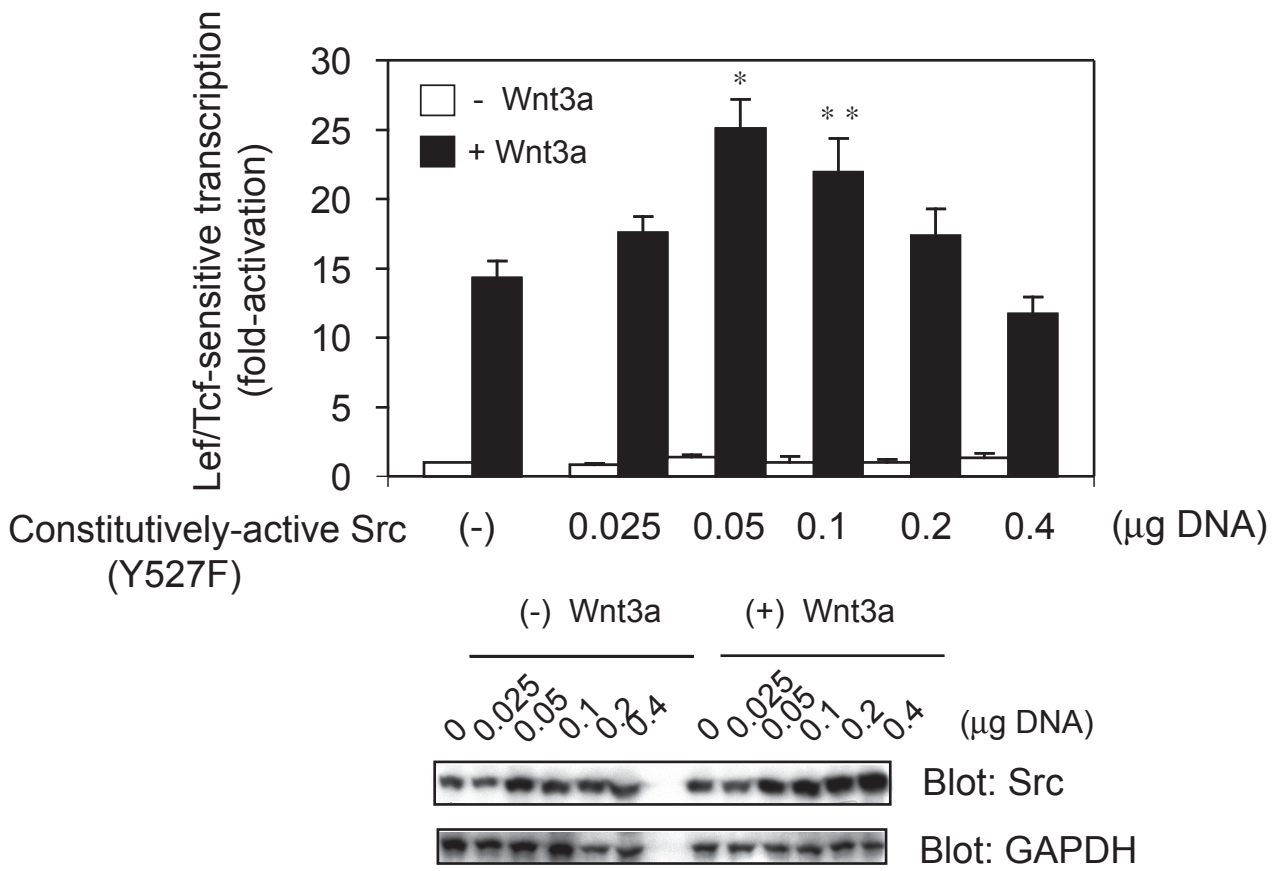 Lef/Tcf-sensitive transcription
(fold-activation)
30
25
20
15
10
5
0
- Wnt3a
+ Wnt3a
*
* *
Constitutively-active Src (-) 0.025 0.05 0.1 0.2 0.4 (μg DNA)
(Y527F)
(-) Wnt3a (+) Wnt3a
0 0.025 0.05 0.1 0.2 0.4 0 0.025 0.05 0.1 0.2 0.4 (μg DNA)
Blot: Src
Blot: GAPDH